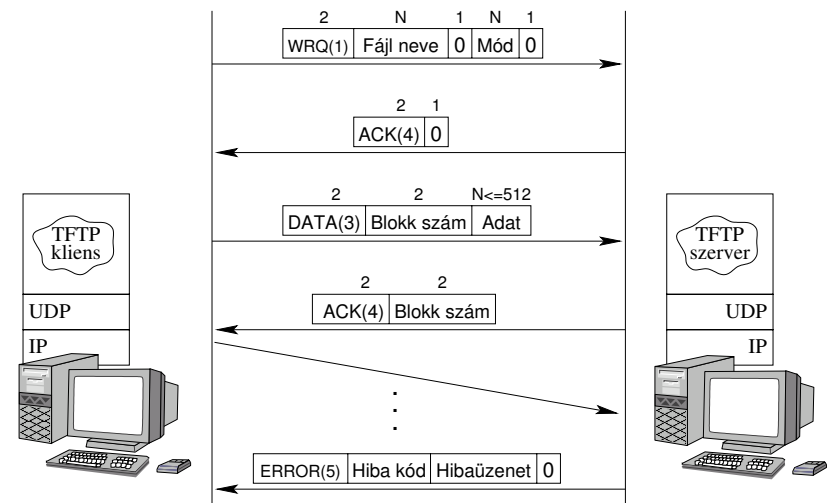 2 N 1 N 1
WRQ(1) Fájl neve 0 Mód 0
2 1
ACK(4) 0
2 2 N<=512
DATA(3) Blokk szám Adat
TFTP
kliens
TFTP
szerver
2 2
ACK(4) Blokk szám
UDP
UDP
IP
IP
ERROR(5) Hiba kód Hibaüzenet 0